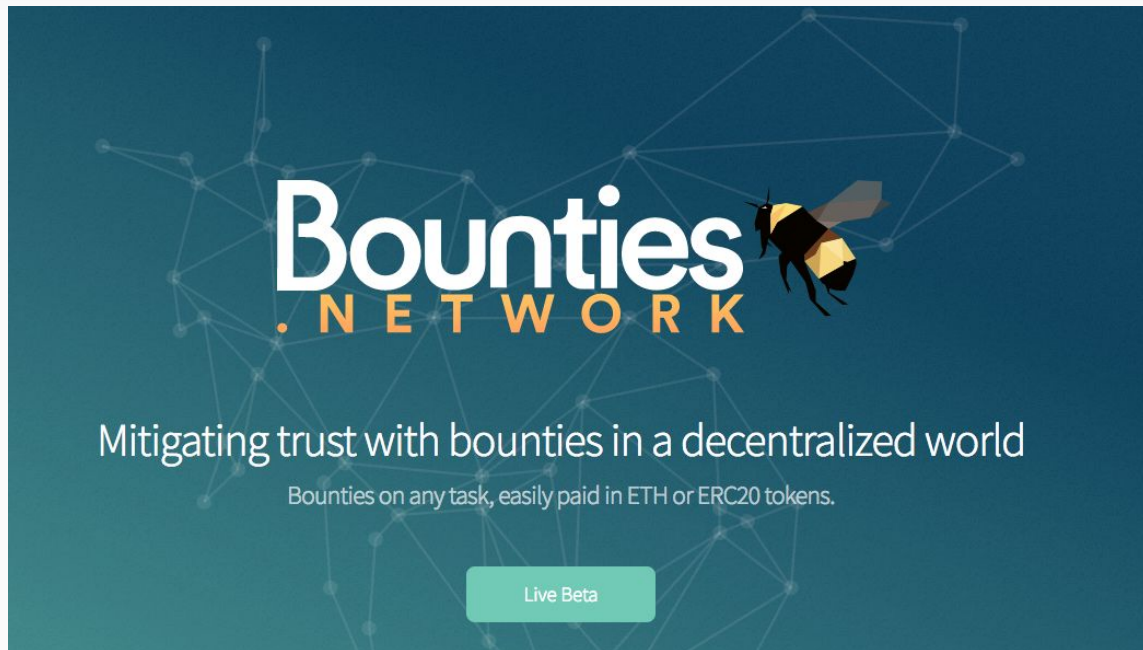 Bounties
.NETWORK
Mitigating trust with bounties in a decentralized world
Bounties on any task, easily paid in ETH or ERC20 tokens.
Live Beta